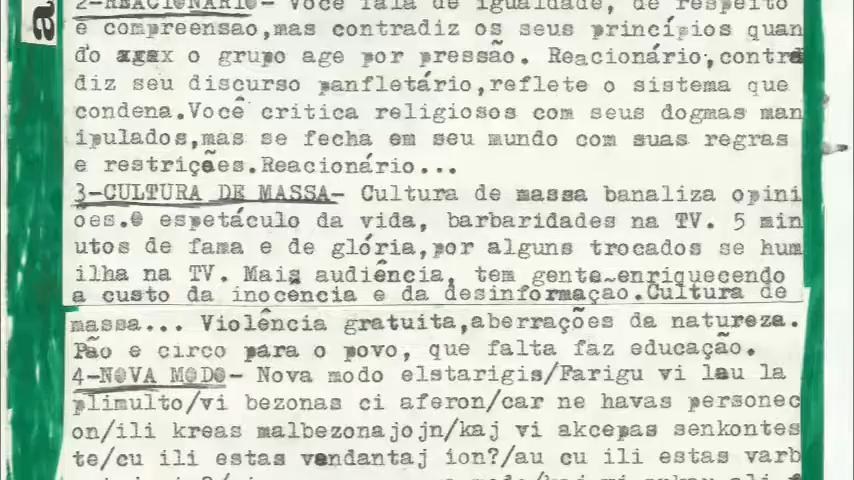 a
2-REACIONÁRIO- Você fala de igualdade, de respeito
e compreensao,mas contradiz os seus princípios quan
do o grupo age por pressão. Reacionário,contra
diz seu discurso panfletário,reflete o sistema que
condena.Você critica religiosos com seus dogmas man
ipulados,mas se fecha em seu mundo com suas regras
e restrições.Reacionário...
3-CULTURA DE MASSA- Cultura de massa banaliza opini
oes.O espetáculo da vida, barbaridades na TV. 5 min
utos de fama e de glória,por alguns trocados se hum
ilha na TV. Mais audiência, tem gente enriquecendo
a custo da inocência e da desinformaçao.Cultura de
massa... Violência gratuita,aberrações da natureza.
Pão e circo para o povo, que falta faz educação.
4-NOVA MODO- Nova modo elstarigis/Farigu vi lau la
plimulto/vi bezonas ci aferon/car ne havas personec
on/ili kreas malbezonajojn/kaj vi akcepas senkontes
te/cu ili estas vendantaj ion?/au cu ili estas varb